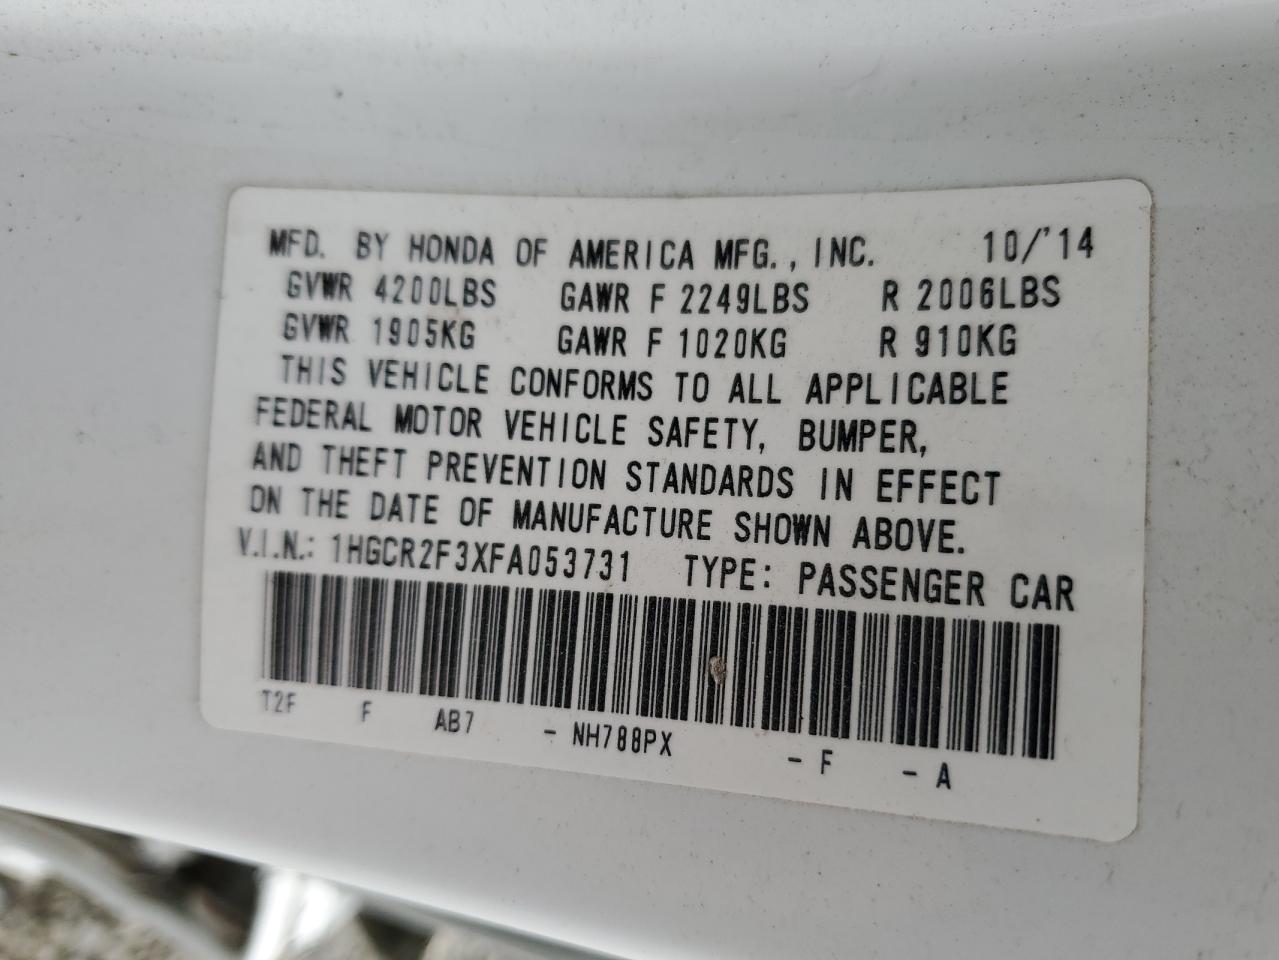 MFD. BY HONDA OF AMERICA MFG., INC. 10/'14
GVWR 4200LBS GAWR F 2249LBS R 2006LBS
GVWR 1905KG GAWR F 1020KG R 910KG
THIS VEHICLE CONFORMS TO ALL APPLICABLE
FEDERAL MOTOR VEHICLE SAFETY, BUMPER,
AND THEFT PREVENTION STANDARDS IN EFFECT
ON THE DATE OF MANUFACTURE SHOWN ABOVE.
V.I.N.: 1HGCR2F3XFA053731 TYPE: PASSENGER CAR
T2F F AB7 - NH788PX - F - A